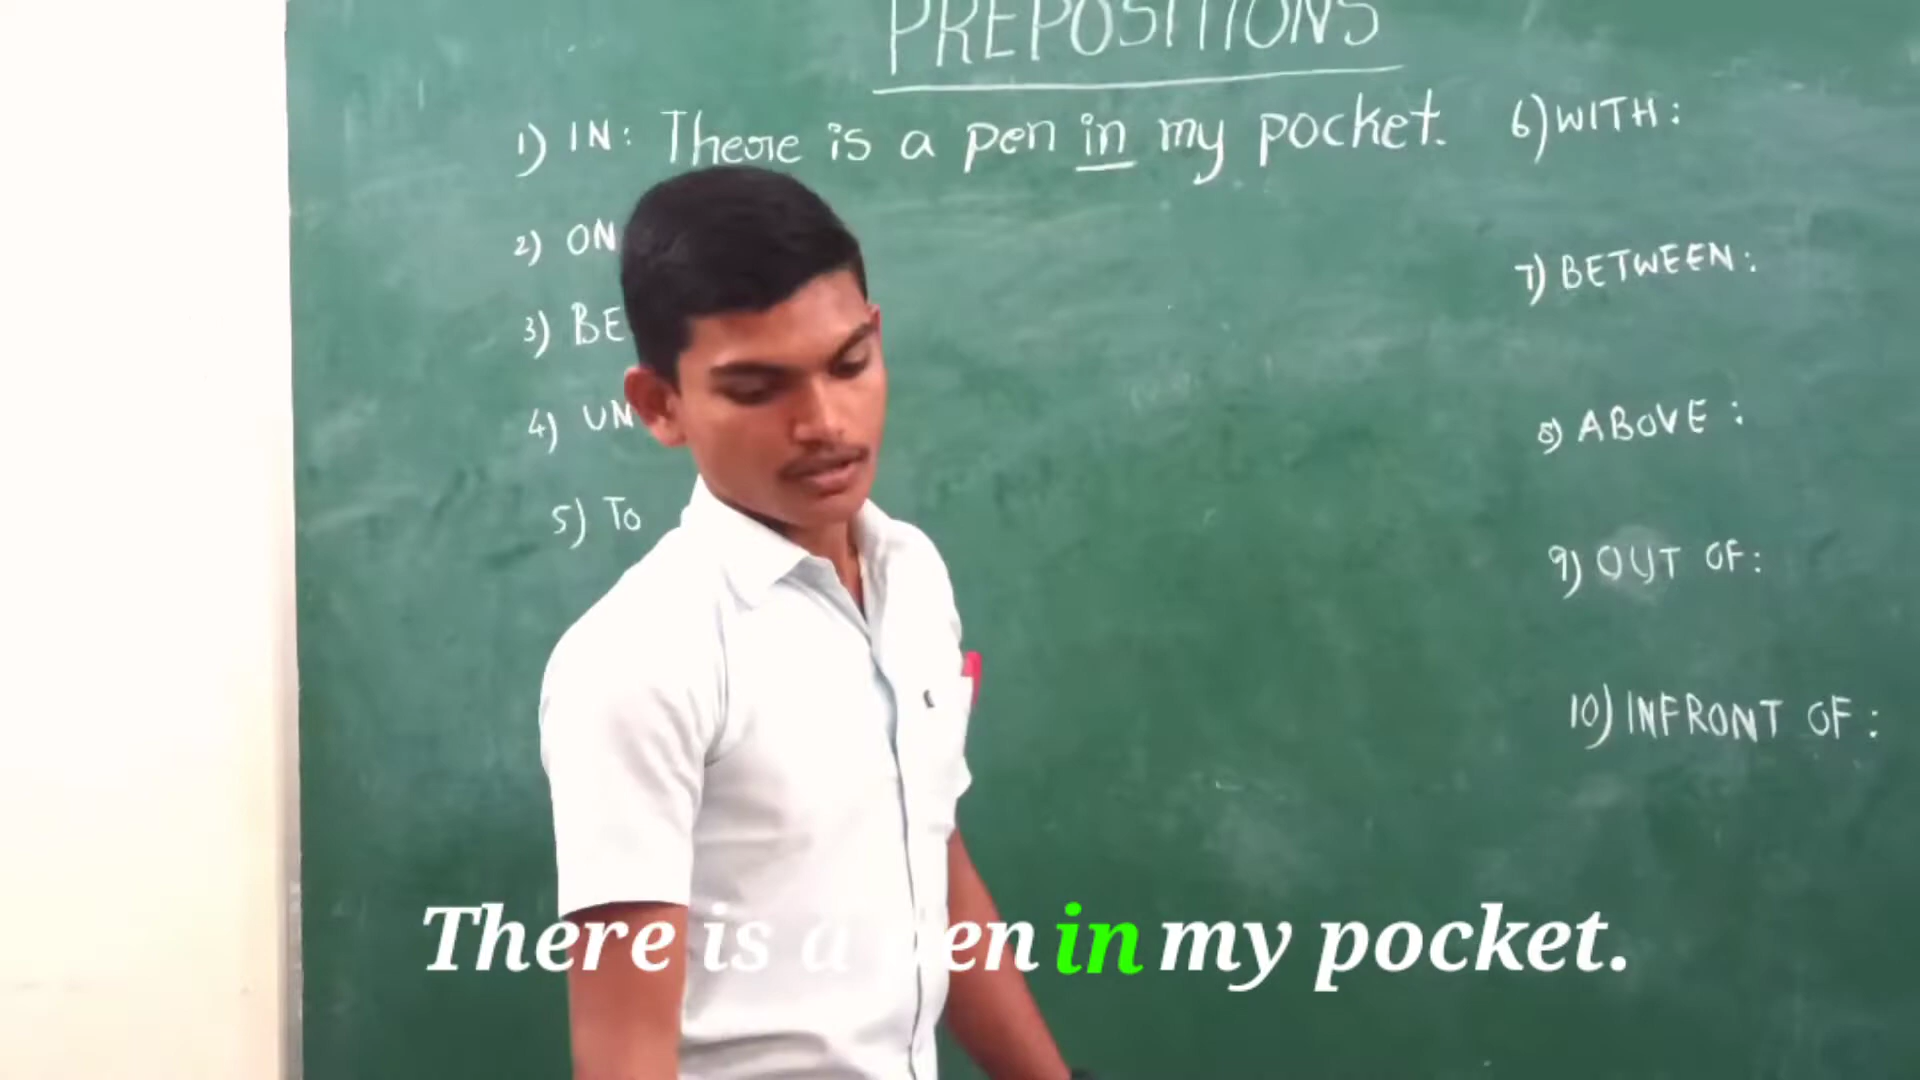 PREPOSITIONS
1) IN: There is a pen in my pocket.
2) ON
3) BE
4) UN
5) TO
6) WITH:
7) BETWEEN:
8) ABOVE:
9) OUT OF:
10) INFRONT OF:
There is a pen in my pocket.